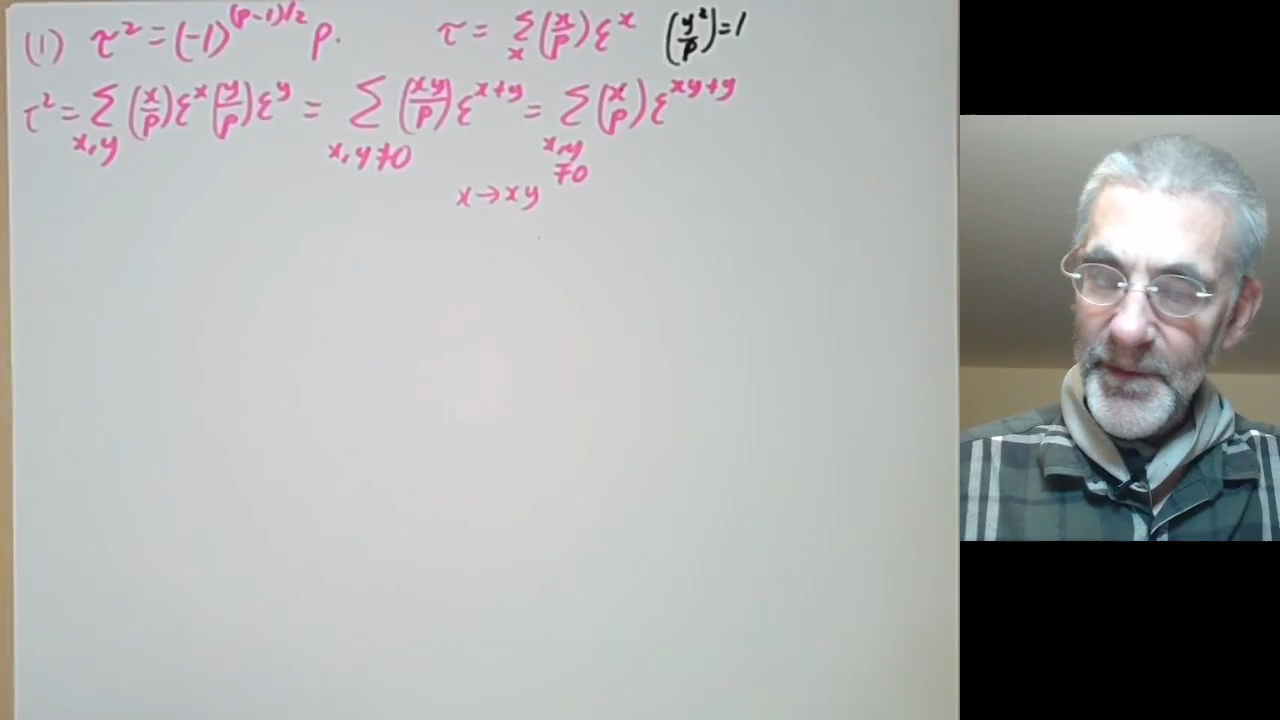 (1) τ² = (-1)^{(p-1)/2} p. τ = Σ_x (x/p) ε^x (y²/p) = 1
τ² = Σ_{x,y} (x/p) ε^x (y/p) ε^y = Σ_{x,y≠0} (xy/p) ε^{x+y} = Σ_{x,y≠0} (x/p) ε^{xy+y}
x → xy